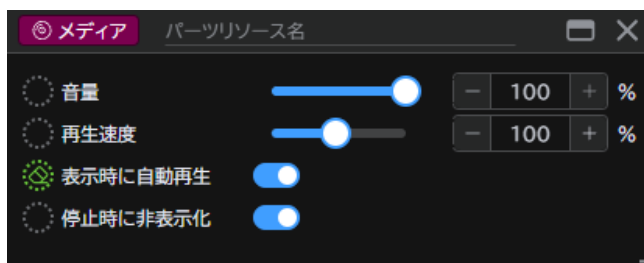 メディア パーツリソース名
音量 − 100 + %
再生速度 − 100 + %
表示時に自動再生
停止時に非表示化